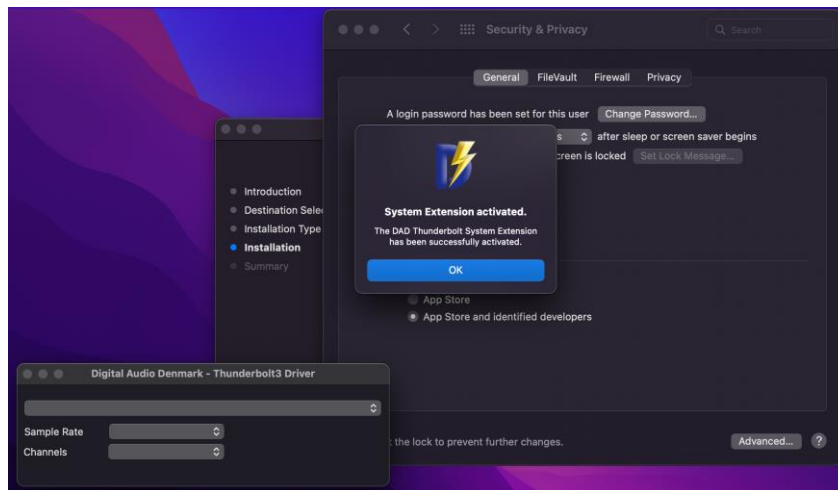 Security & Privacy
Search
General FileVault Firewall Privacy
A login password has been set for this user Change Password...
after sleep or screen saver begins
screen is locked Set Lock Message...
Introduction
Destination Sele
Installation Type
Installation
Summary
System Extension activated.
The DAD Thunderbolt System Extension
has been successfully activated.
OK
App Store
App Store and identified developers
Digital Audio Denmark - Thunderbolt3 Driver
Sample Rate
Channels
the lock to prevent further changes.
Advanced... ?